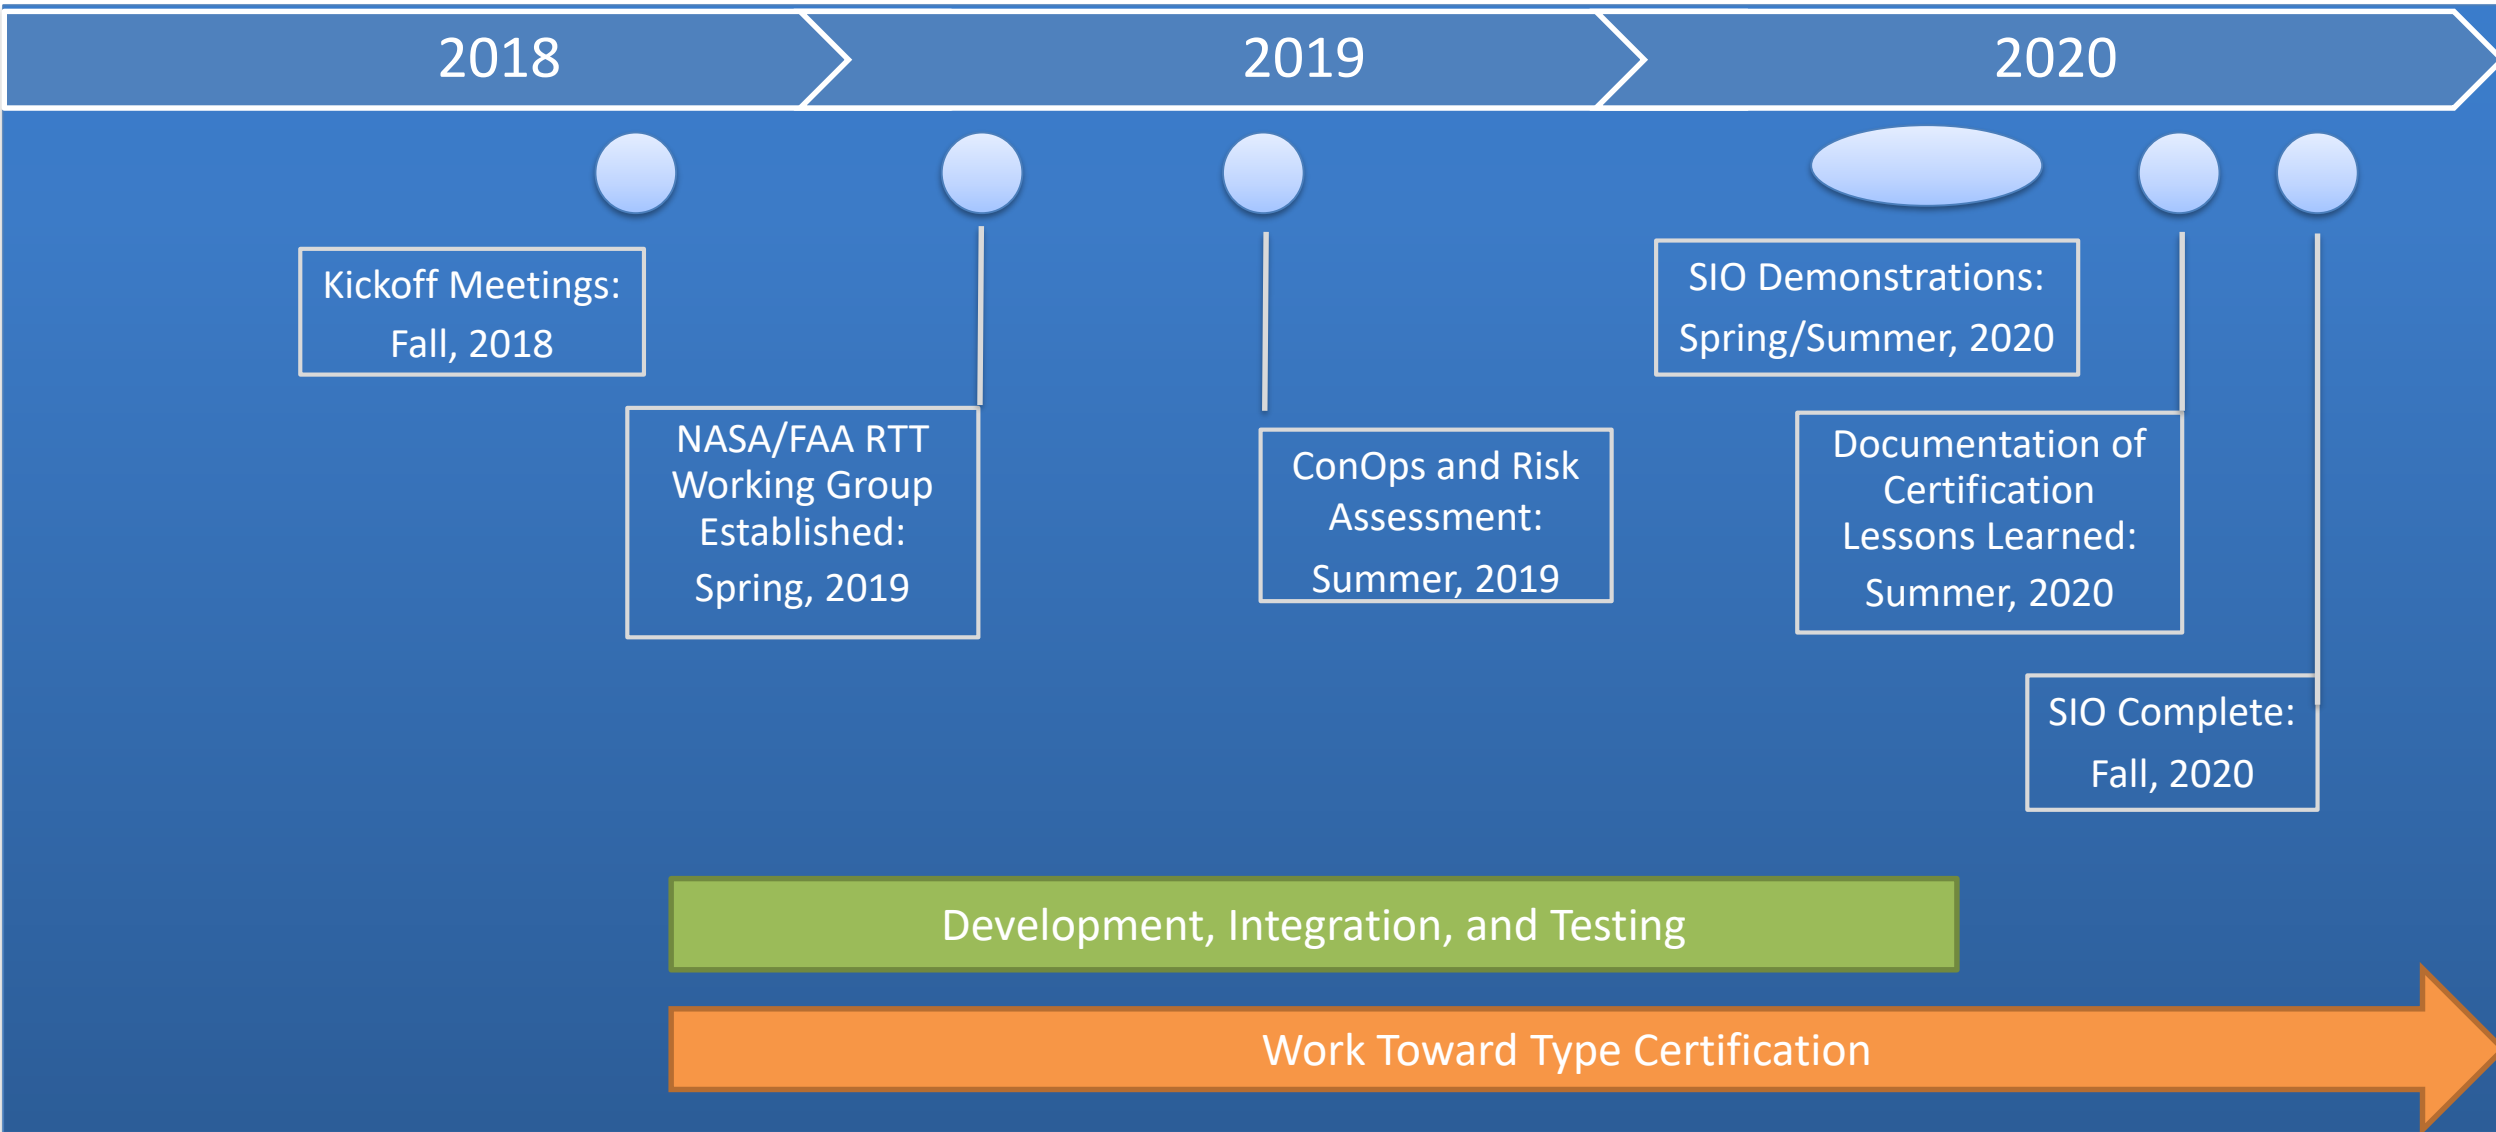 2018
2019
2020
Kickoff Meetings:
Fall, 2018
NASA/FAA RTT
Working Group
Established:
Spring, 2019
ConOps and Risk
Assessment:
Summer, 2019
SIO Demonstrations:
Spring/Summer, 2020
Documentation of
Certification
Lessons Learned:
Summer, 2020
SIO Complete:
Fall, 2020
Development, Integration, and Testing
Work Toward Type Certification